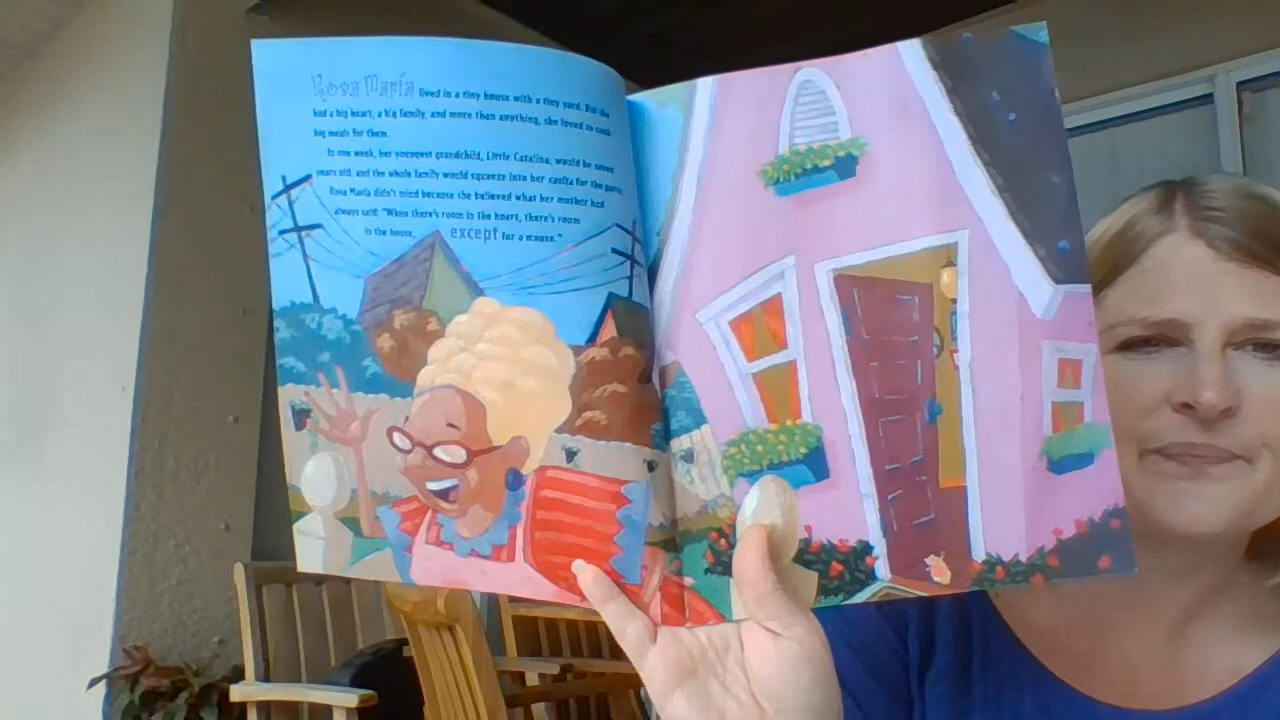 Rosa María lived in a tiny house with a tiny yard. But she
had a big heart, a big family, and more than anything, she loved to cook
big meals for them.
In one week, her youngest grandchild, Little Catalina, would be seven
years old, and the whole family would squeeze into her casita for the party.
Rosa María didn't mind because she believed what her mother had
always said: "When there's room in the heart, there's room
in the house, except for a mouse."